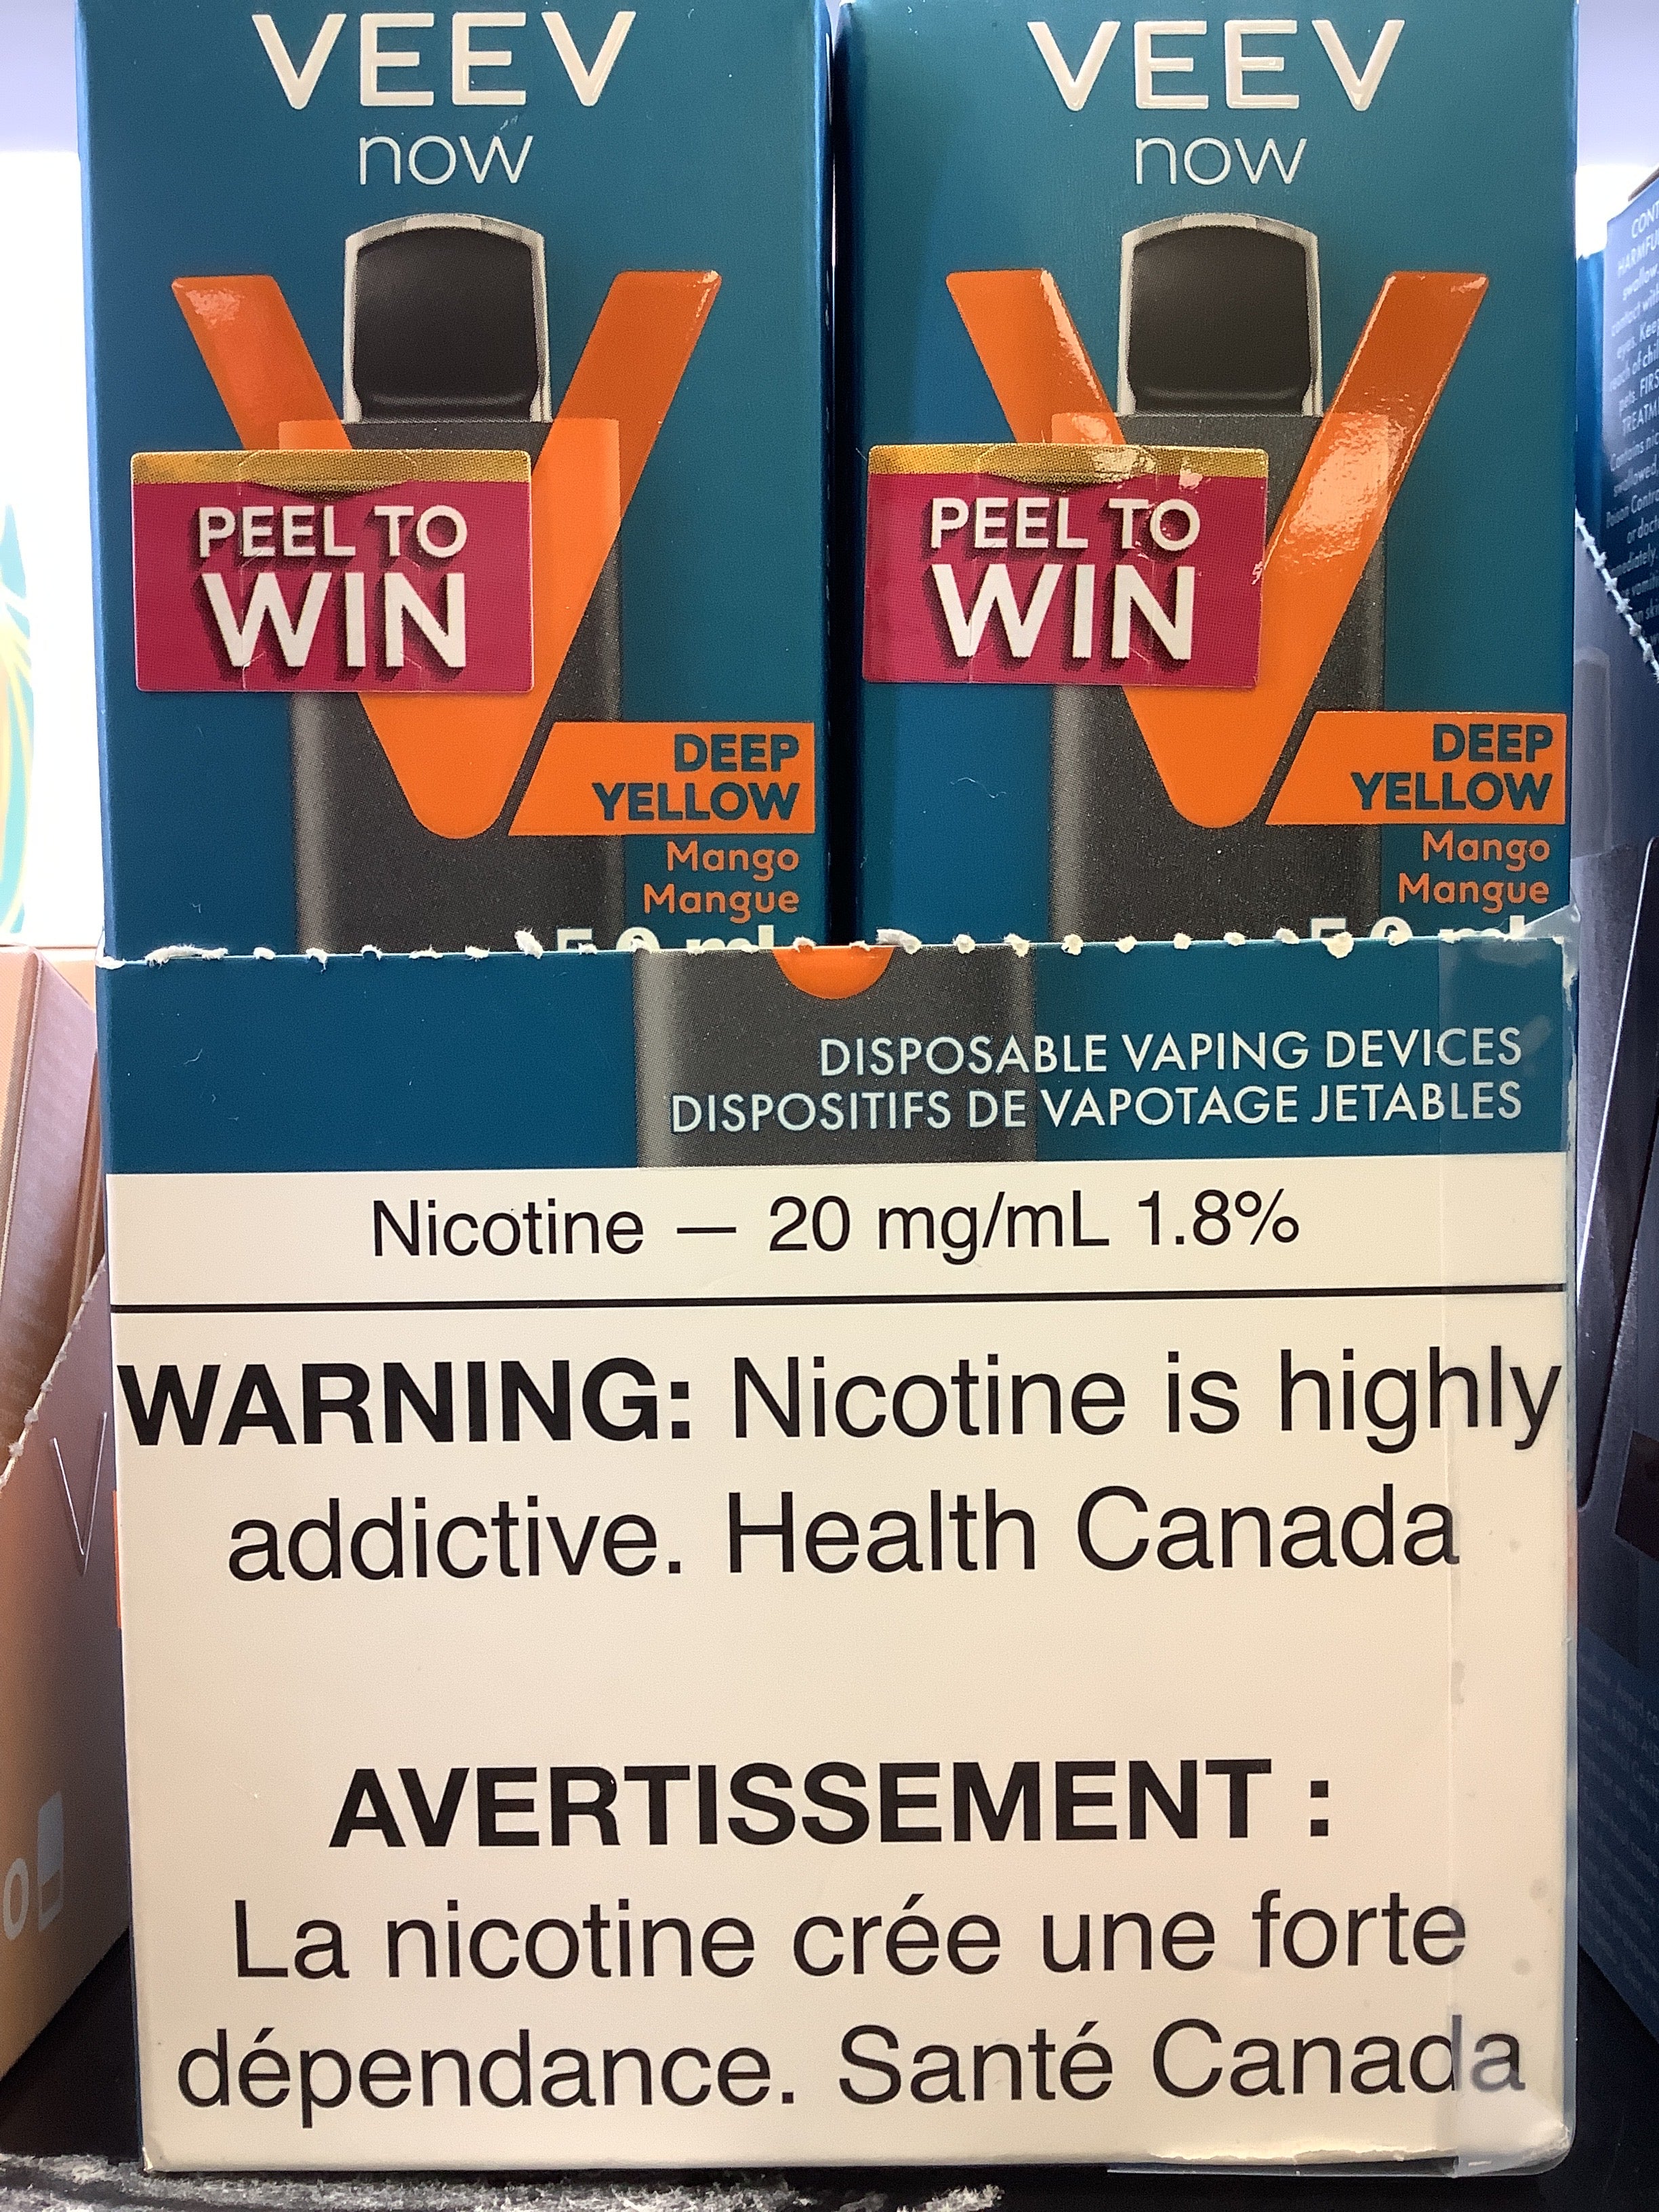 VEEV
now
PEEL TO
WIN
DEEP
YELLOW
Mango
Mangue
VEEV
now
PEEL TO
WIN
DEEP
YELLOW
Mango
Mangue
DISPOSABLE VAPING DEVICES
DISPOSITIFS DE VAPOTAGE JETABLES
Nicotine — 20 mg/mL 1.8%
WARNING: Nicotine is highly
addictive. Health Canada
AVERTISSEMENT :
La nicotine crée une forte
dépendance. Santé Canada